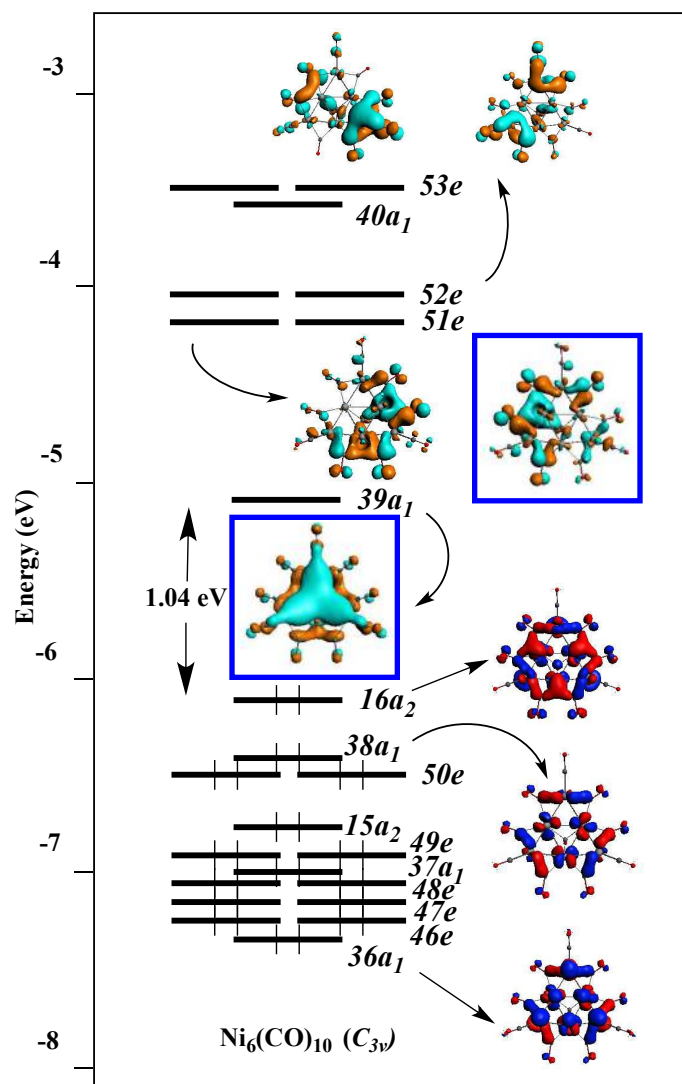 -3
53e
40a₁
-4
52e
51e
-5
39a₁
Energy (eV)
1.04 eV
-6
16a₂
38a₁
50e
15a₂
-7
49e
37a₁
48e
47e
46e
36a₁
Ni₆(CO)₁₀ (C₃ᵥ)
-8